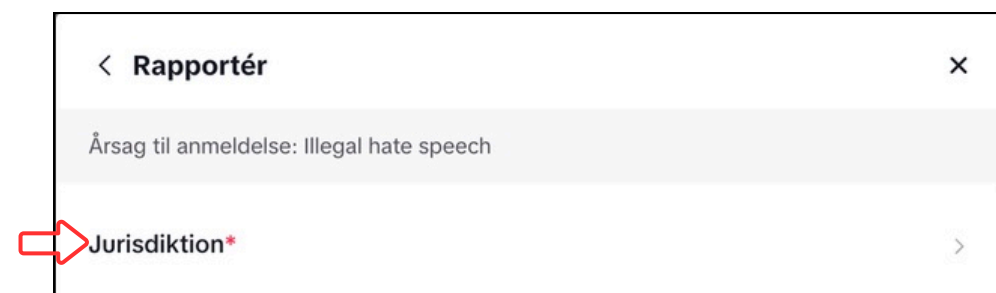 Rapportér
Årsag til anmeldelse: Illegal hate speech
Jurisdiktion*